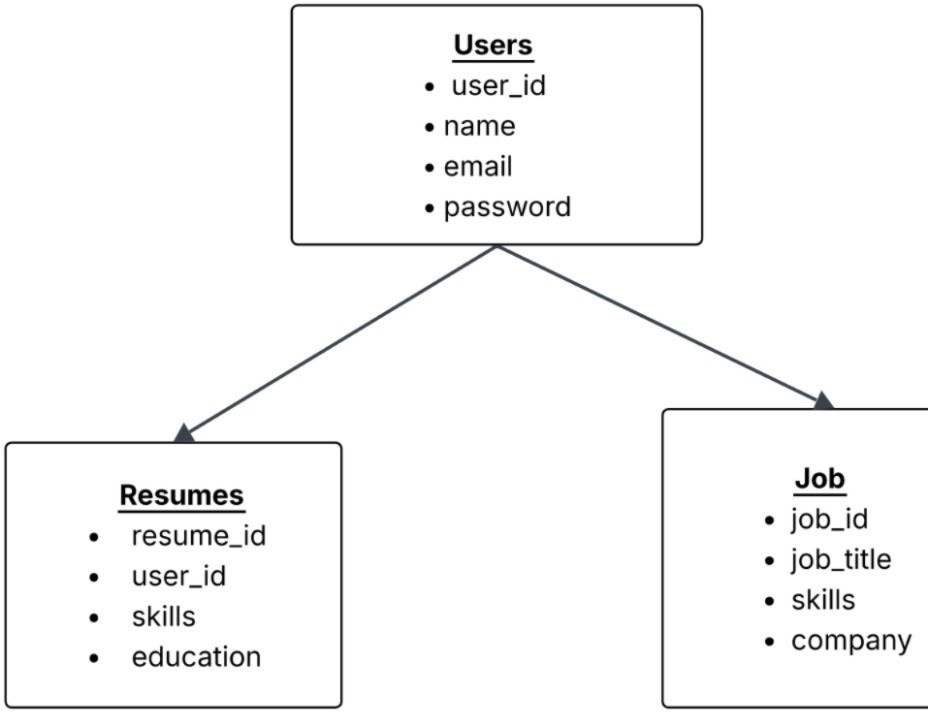 Users
• user_id
• name
• email
• password
Resumes
• resume_id
• user_id
• skills
• education
Job
• job_id
• job_title
• skills
• company